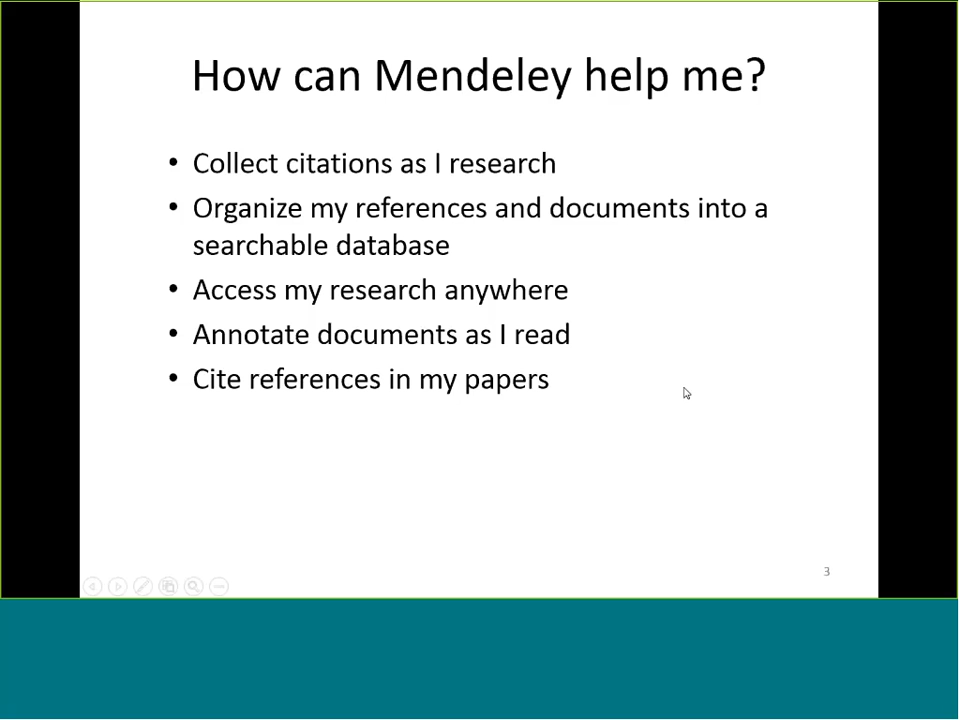 How can Mendeley help me?
• Collect citations as I research
• Organize my references and documents into a
searchable database
• Access my research anywhere
• Annotate documents as I read
• Cite references in my papers
3